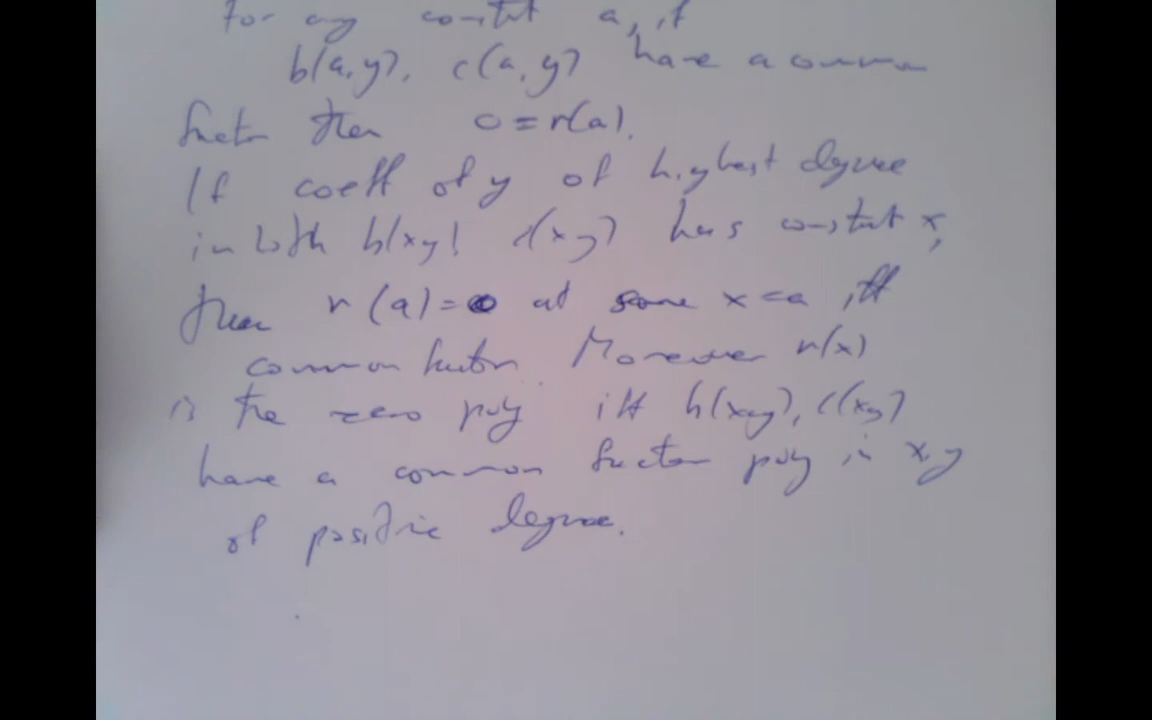 For any constant a, if
b(a,y), c(a,y) have a common
factor then 0=r(a).
If coeff of y of highest degree
in both b(xy) c(xy) has constant x,
then r(a)=0 at some x=a iff
common factor. Moreover r(x)
is the zero poly iff b(x,y), c(x,y)
have a common factor poly in x,y
of positive degree.